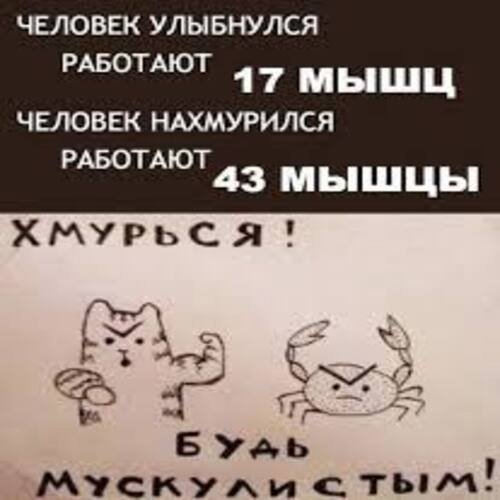 ЧЕЛОВЕК УЛЫБНУЛСЯ
РАБОТАЮТ 17 МЫШЦ
ЧЕЛОВЕК НАХМУРИЛСЯ
РАБОТАЮТ 43 МЫШЦЫ
ХМУРЬСЯ!
БУДЬ
МУСКУЛИСТЫМ!